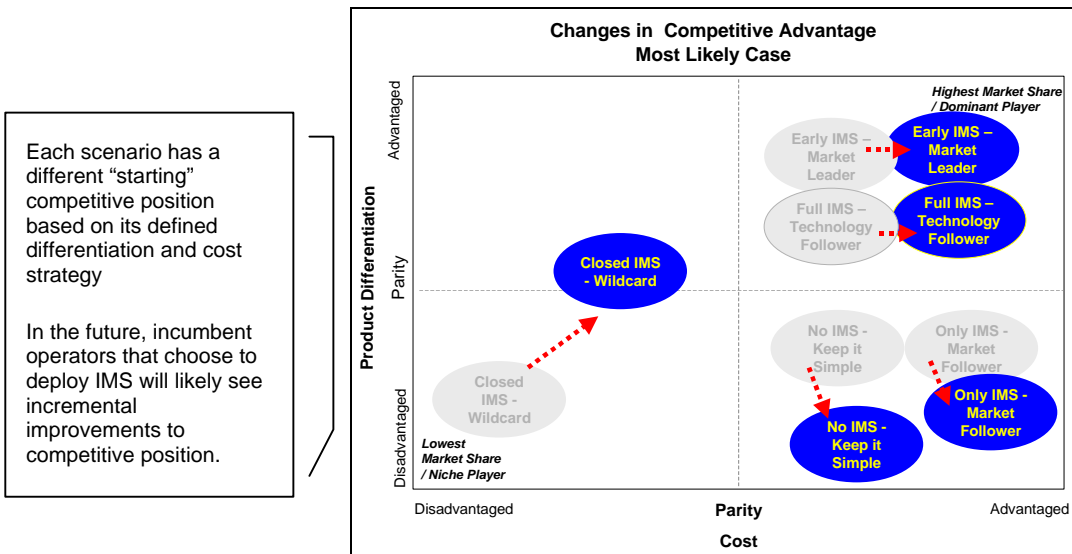 Each scenario has a
different “starting”
competitive position
based on its defined
differentiation and cost
strategy
In the future, incumbent
operators that choose to
deploy IMS will likely see
incremental
improvements to
competitive position.
Changes in Competitive Advantage
Most Likely Case
Product Differentiation
Advantaged
Parity
Disadvantaged
Highest Market Share
/ Dominant Player
Early IMS –
Market
Leader
Early IMS –
Market
Leader
Full IMS –
Technology
Follower
Full IMS –
Technology
Follower
Closed IMS
- Wildcard
Closed
IMS -
Wildcard
No IMS -
Keep it
Simple
Only IMS -
Market
Follower
No IMS -
Keep it
Simple
Only IMS -
Market
Follower
Lowest
Market Share
/ Niche Player
Disadvantaged
Parity
Advantaged
Cost